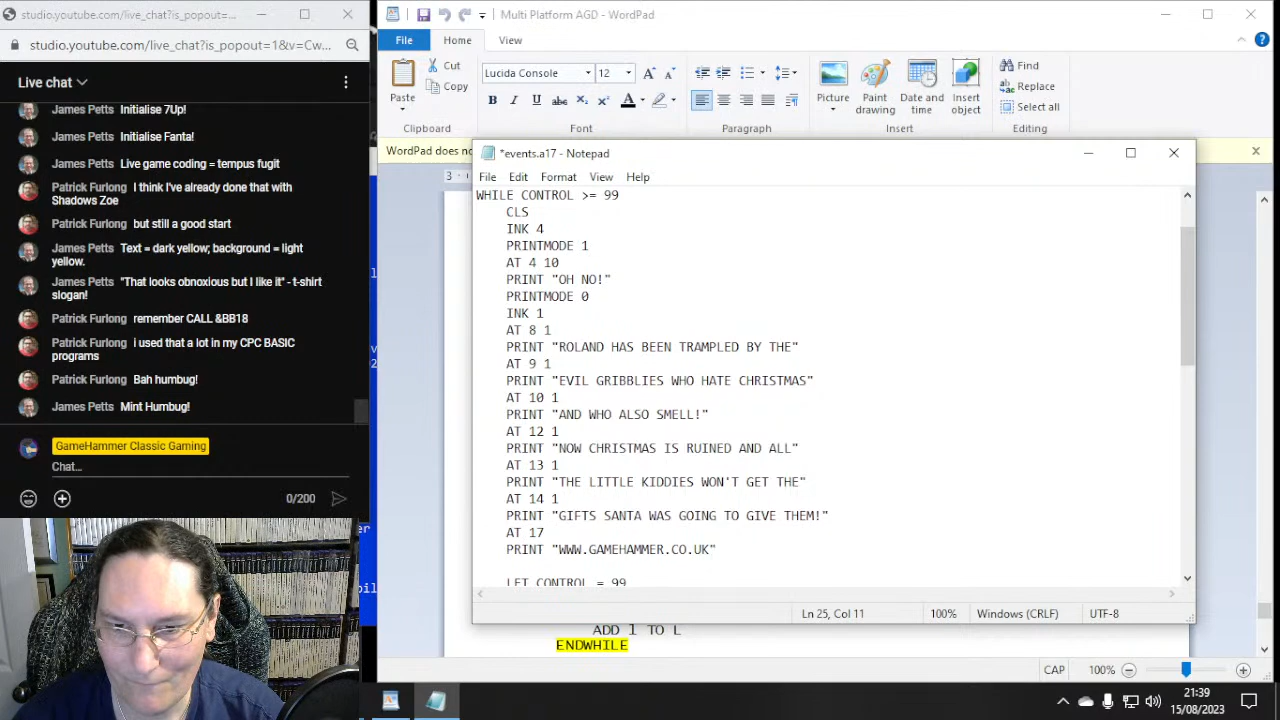 studio.youtube.com/live_chat?is_popout=...
studio.youtube.com/live_chat?is_popout=1&v=Cw...
Live chat
James Petts Initialise 7Up!
James Petts Initialise Fanta!
James Petts Live game coding = tempus fugit
Patrick Furlong I think I've already done that with
Shadows Zoe
Patrick Furlong but still a good start
James Petts Text = dark yellow; background = light
yellow.
James Petts "That looks obnoxious but I like it" - t-shirt
slogan!
Patrick Furlong remember CALL &BB18
Patrick Furlong i used that a lot in my CPC BASIC
programs
Patrick Furlong Bah humbug!
James Petts Mint Humbug!
GameHammer Classic Gaming
Chat...
0/200
Multi Platform AGD - WordPad
File
Home
View
Paste
Cut
Copy
Clipboard
Lucida Console
12
Font
Paragraph
Picture
Paint
drawing
Date and
time
Insert
object
Insert
Find
Replace
Select all
Editing
WordPad does no
3
*events.a17 - Notepad
File Edit Format View Help
WHILE CONTROL >= 99
CLS
INK 4
PRINTMODE 1
AT 4 10
PRINT "OH NO!"
PRINTMODE 0
INK 1
AT 8 1
PRINT "ROLAND HAS BEEN TRAMPLED BY THE"
AT 9 1
PRINT "EVIL GRIBBLIES WHO HATE CHRISTMAS"
AT 10 1
PRINT "AND WHO ALSO SMELL!"
AT 12 1
PRINT "NOW CHRISTMAS IS RUINED AND ALL"
AT 13 1
PRINT "THE LITTLE KIDDIES WON'T GET THE"
AT 14 1
PRINT "GIFTS SANTA WAS GOING TO GIVE THEM!"
AT 17
PRINT "WWW.GAMEHAMMER.CO.UK"
LET CONTROL = 99
Ln 25, Col 11
100%
Windows (CRLF)
UTF-8
ADD 1 TO L
ENDWHILE
CAP
100%
21:39
15/08/2023